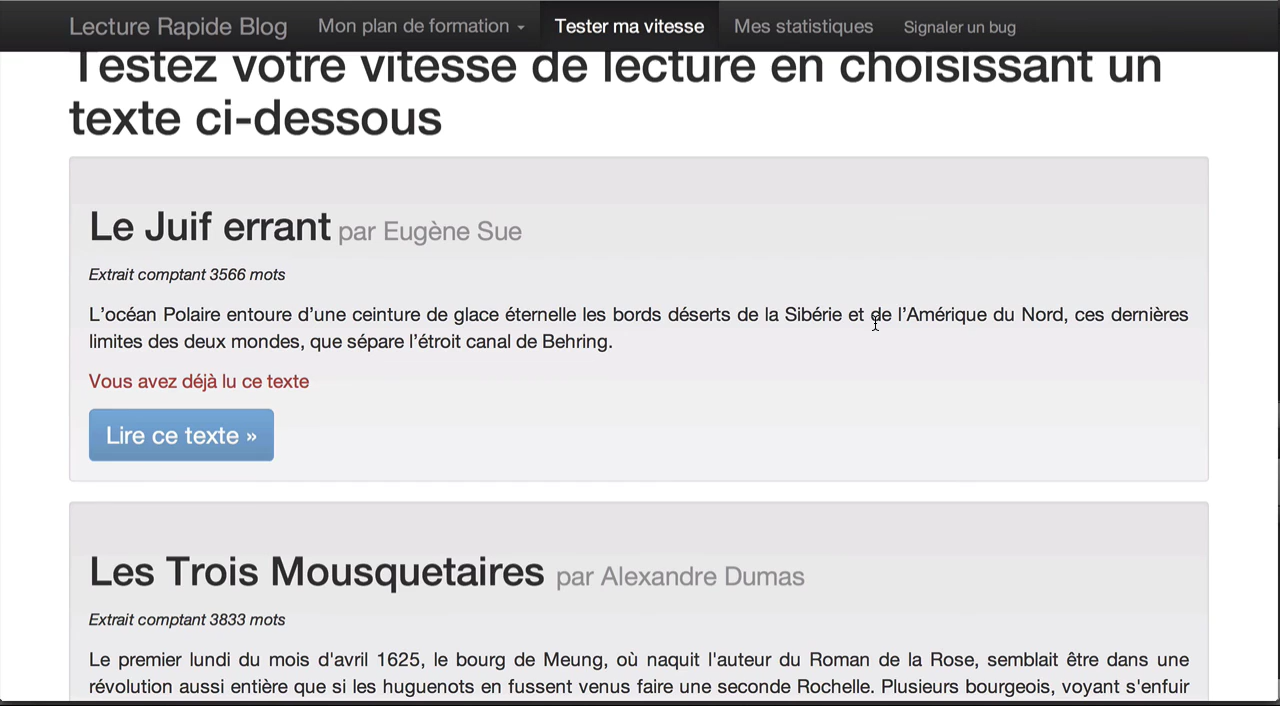 Lecture Rapide Blog Mon plan de formation Tester ma vitesse Mes statistiques Signaler un bug
Testez votre vitesse de lecture en choisissant un
texte ci-dessous
Le Juif errant par Eugène Sue
Extrait comptant 3566 mots
L’océan Polaire entoure d’une ceinture de glace éternelle les bords déserts de la Sibérie et de l’Amérique du Nord, ces dernières
limites des deux mondes, que sépare l’étroit canal de Behring.
Vous avez déjà lu ce texte
Lire ce texte »
Les Trois Mousquetaires par Alexandre Dumas
Extrait comptant 3833 mots
Le premier lundi du mois d'avril 1625, le bourg de Meung, où naquit l'auteur du Roman de la Rose, semblait être dans une
révolution aussi entière que si les huguenots en fussent venus faire une seconde Rochelle. Plusieurs bourgeois, voyant s'enfuir